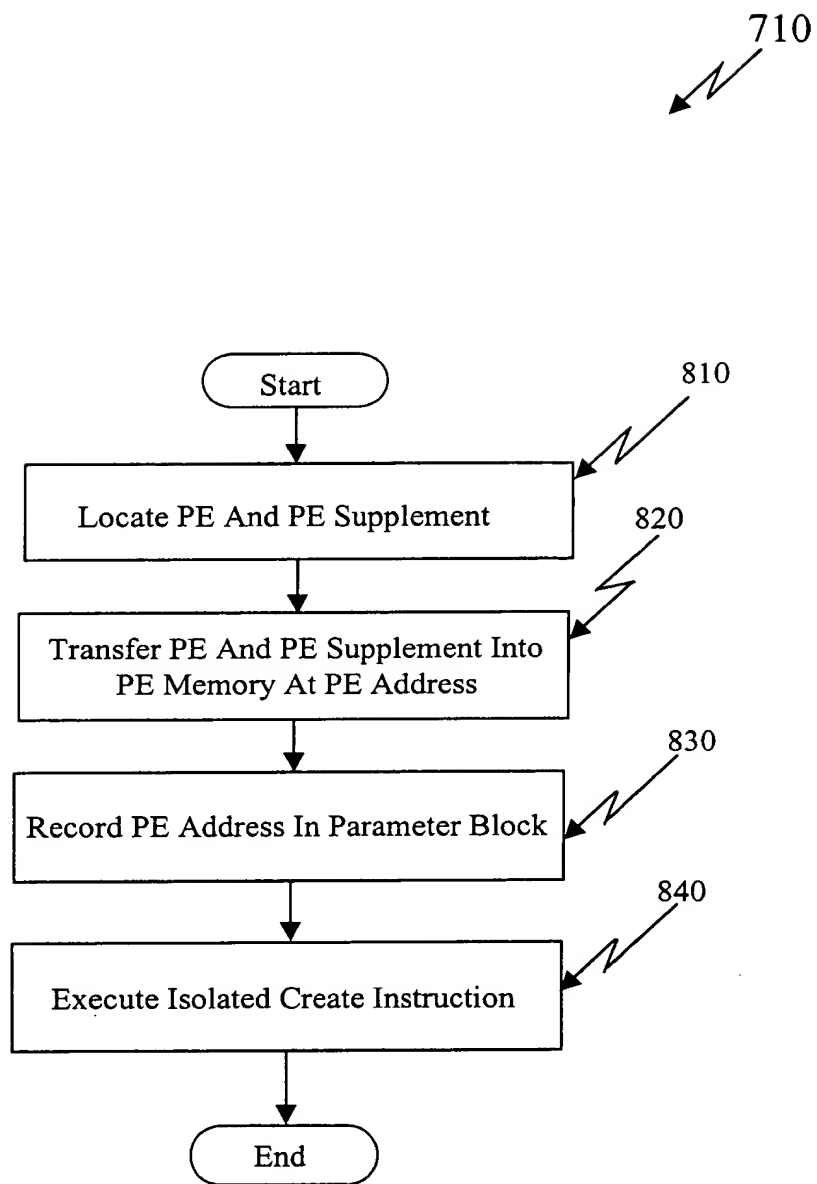 710
Start
810
Locate PE And PE Supplement
820
Transfer PE And PE Supplement Into
PE Memory At PE Address
830
Record PE Address In Parameter Block
840
Execute Isolated Create Instruction
End